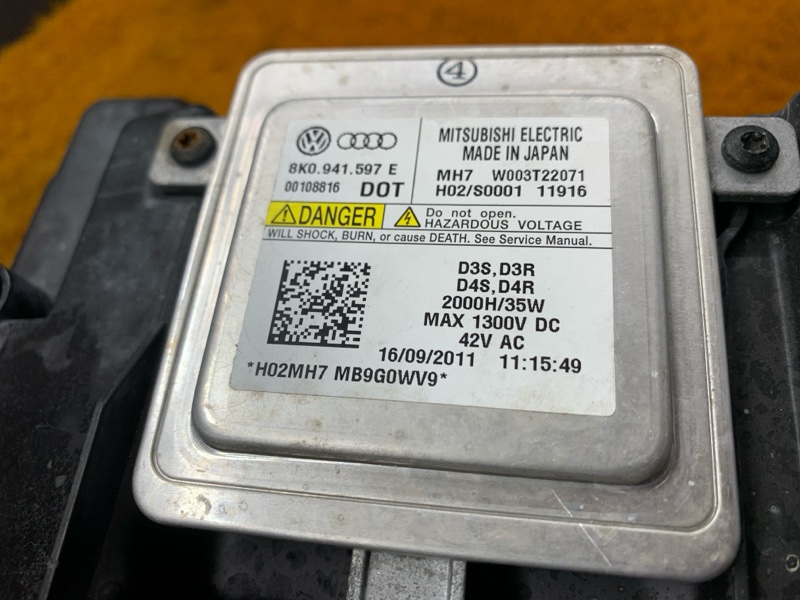 4
8K0.941.597 E
00108816 DOT
MITSUBISHI ELECTRIC
MADE IN JAPAN
MH7 W003T22071
H02/S0001 11916
DANGER
Do not open.
HAZARDOUS VOLTAGE
WILL SHOCK, BURN, or cause DEATH. See Service Manual.
D3S,D3R
D4S,D4R
2000H/35W
MAX 1300V DC
42V AC
16/09/2011 11:15:49
*H02MH7 MB9G0WV9*